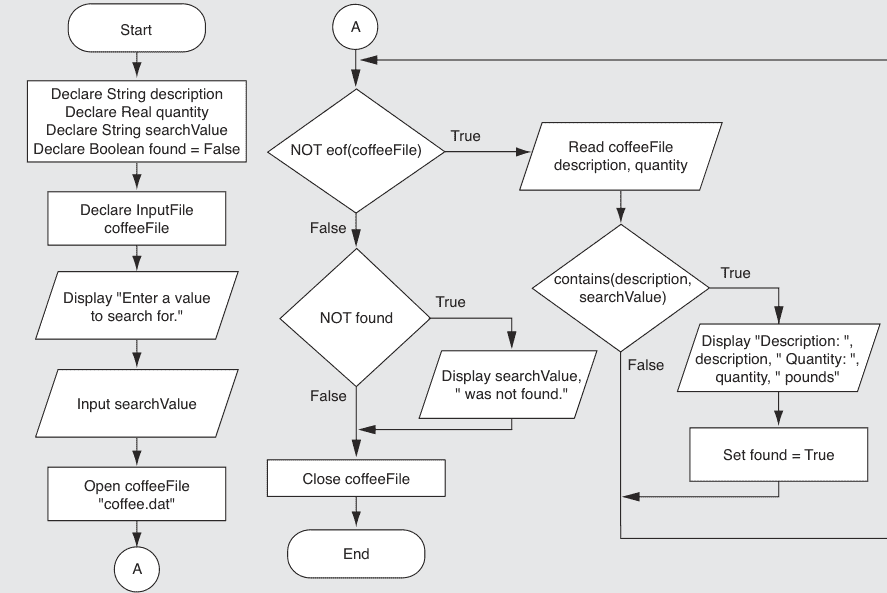 Start
Declare String description
Declare Real quantity
Declare String searchValue
Declare Boolean found = False
Declare InputFile
coffeeFile
Display "Enter a value
to search for."
Input searchValue
Open coffeeFile
"coffee.dat"
A
A
NOT eof(coffeeFile)
True
False
Read coffeeFile
description, quantity
contains(description,
searchValue)
True
False
Display "Description: ",
description, " Quantity: ",
quantity, " pounds"
Set found = True
NOT found
True
False
Display searchValue,
" was not found."
Close coffeeFile
End